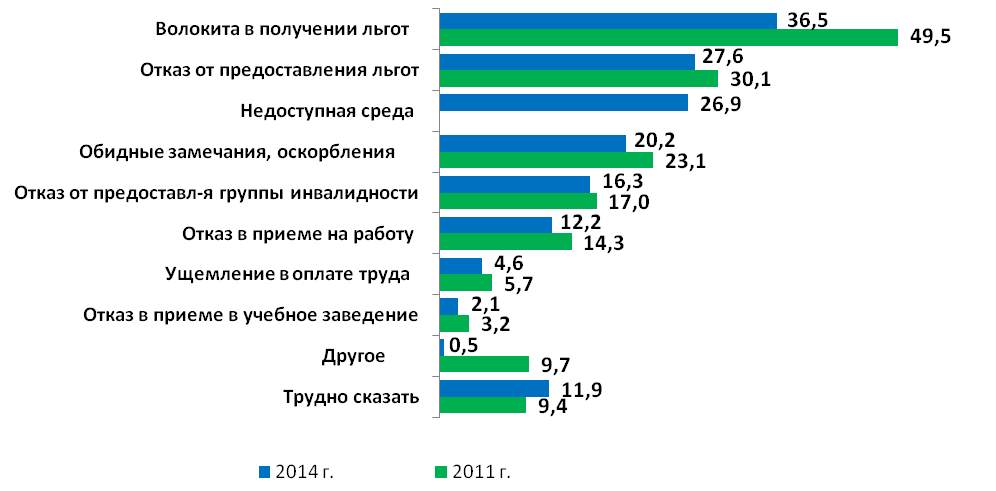 Волокита в получении льгот 36,5
49,5
Отказ от предоставления льгот 27,6
30,1
Недоступная среда 26,9
Обидные замечания, оскорбления 20,2
23,1
Отказ от предоставл-я группы инвалидности 16,3
17,0
Отказ в приеме на работу 12,2
14,3
Ущемление в оплате труда 4,6
5,7
Отказ в приеме в учебное заведение 2,1
3,2
Другое 0,5
9,7
Трудно сказать 11,9
9,4
2014 г. 2011 г.